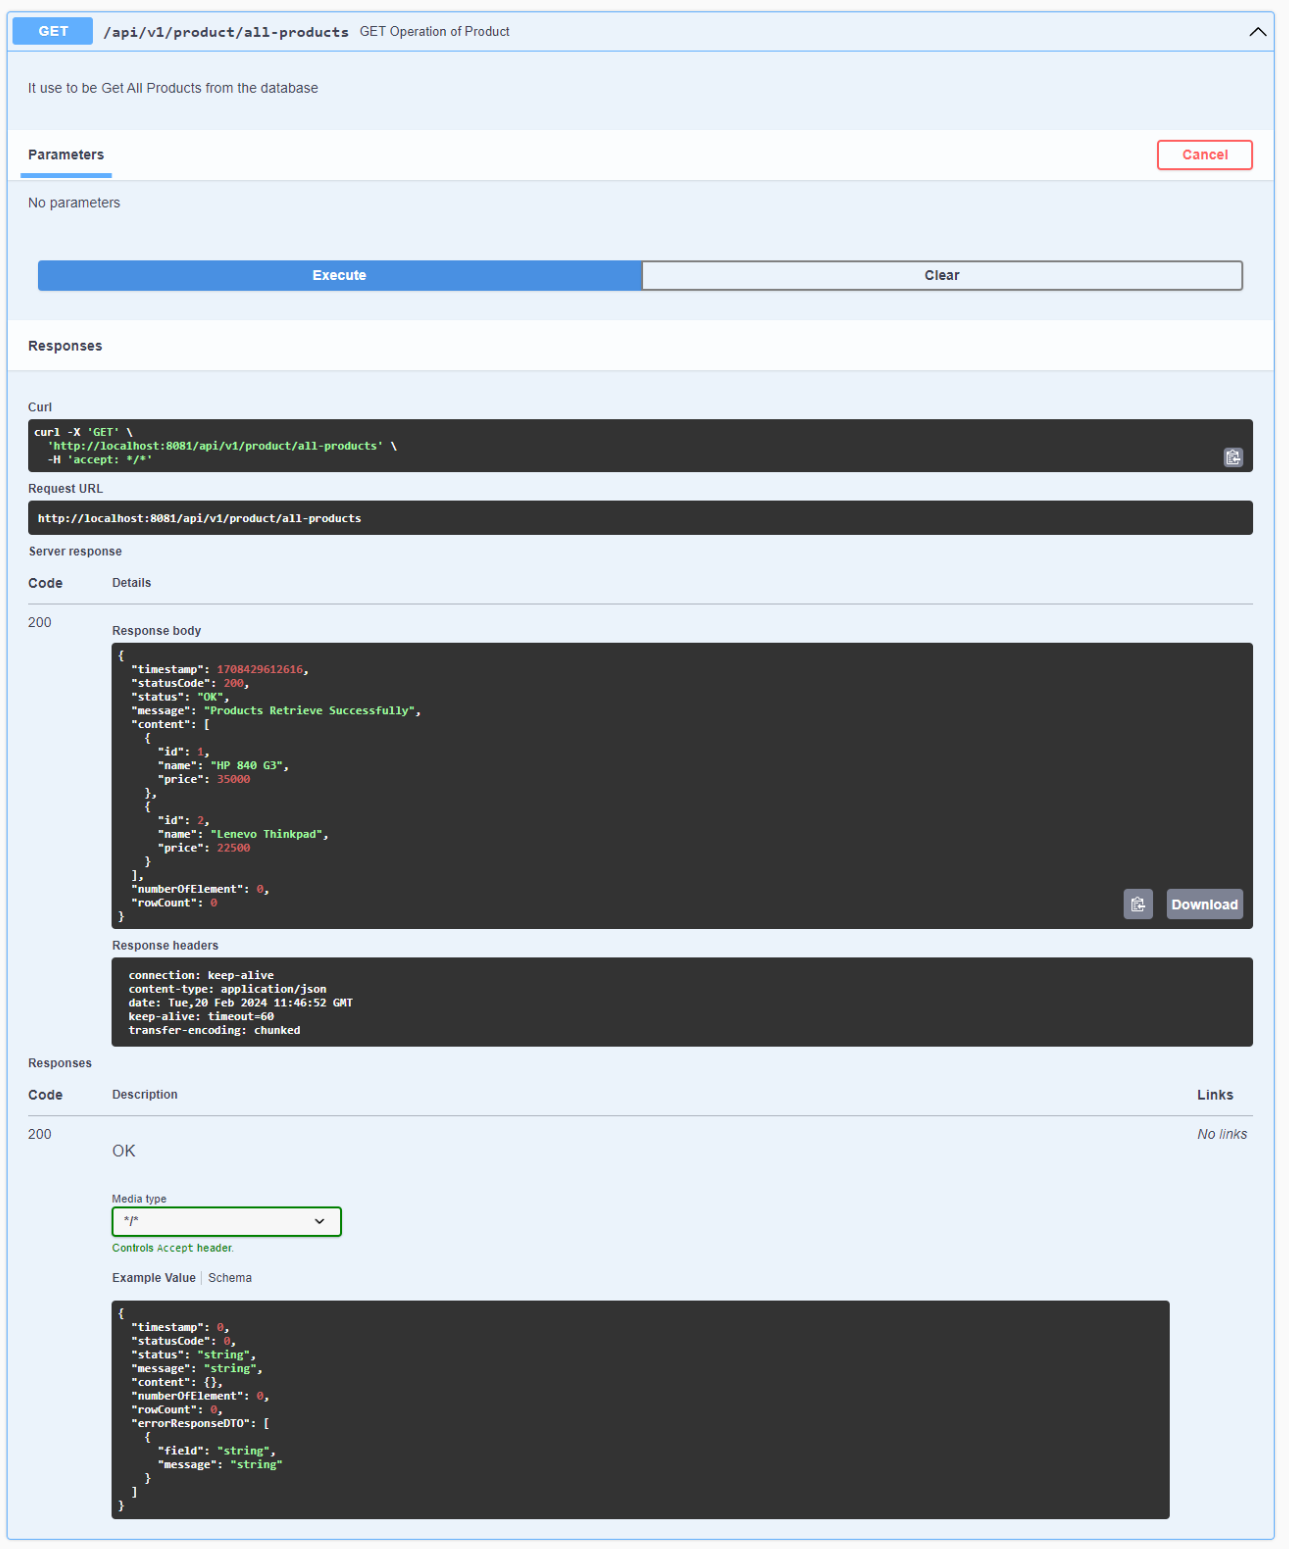 GET /api/v1/product/all-products GET Operation of Product
It use to be Get All Products from the database
Parameters Cancel
No parameters
Execute Clear
Responses
Curl
curl -X 'GET' \
  'http://localhost:8081/api/v1/product/all-products' \
  -H 'accept: */*'
Request URL
http://localhost:8081/api/v1/product/all-products
Server response
Code Details
200
Response body
{
  "timestamp": 1708429612616,
  "statusCode": 200,
  "status": "OK",
  "message": "Products Retrieve Successfully",
  "content": [
    {
      "id": 1,
      "name": "HP 840 G3",
      "price": 35000
    },
    {
      "id": 2,
      "name": "Lenevo Thinkpad",
      "price": 22500
    }
  ],
  "numberOfElement": 0,
  "rowCount": 0
}
Download
Response headers
connection: keep-alive
content-type: application/json
date: Tue,20 Feb 2024 11:46:52 GMT
keep-alive: timeout=60
transfer-encoding: chunked
Responses
Code Description Links
200 No links
OK
Media type
*/*
Controls Accept header.
Example Value Schema
{
  "timestamp": 0,
  "statusCode": 0,
  "status": "string",
  "message": "string",
  "content": {},
  "numberOfElement": 0,
  "rowCount": 0,
  "errorResponseDTO": [
    {
      "field": "string",
      "message": "string"
    }
  ]
}